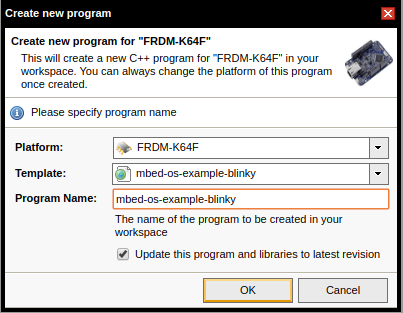 Create new program
Create new program for "FRDM-K64F"
This will create a new C++ program for "FRDM-K64F" in your
workspace. You can always change the platform of this program
once created.
Please specify program name
Platform: FRDM-K64F
Template: mbed-os-example-blinky
Program Name: mbed-os-example-blinky
The name of the program to be created in your
workspace
Update this program and libraries to latest revision
OK Cancel